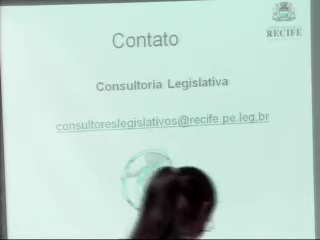 RECIFE
Contato
Consultoria Legislativa
consultoreslegislativos@recife.pe.leg.br